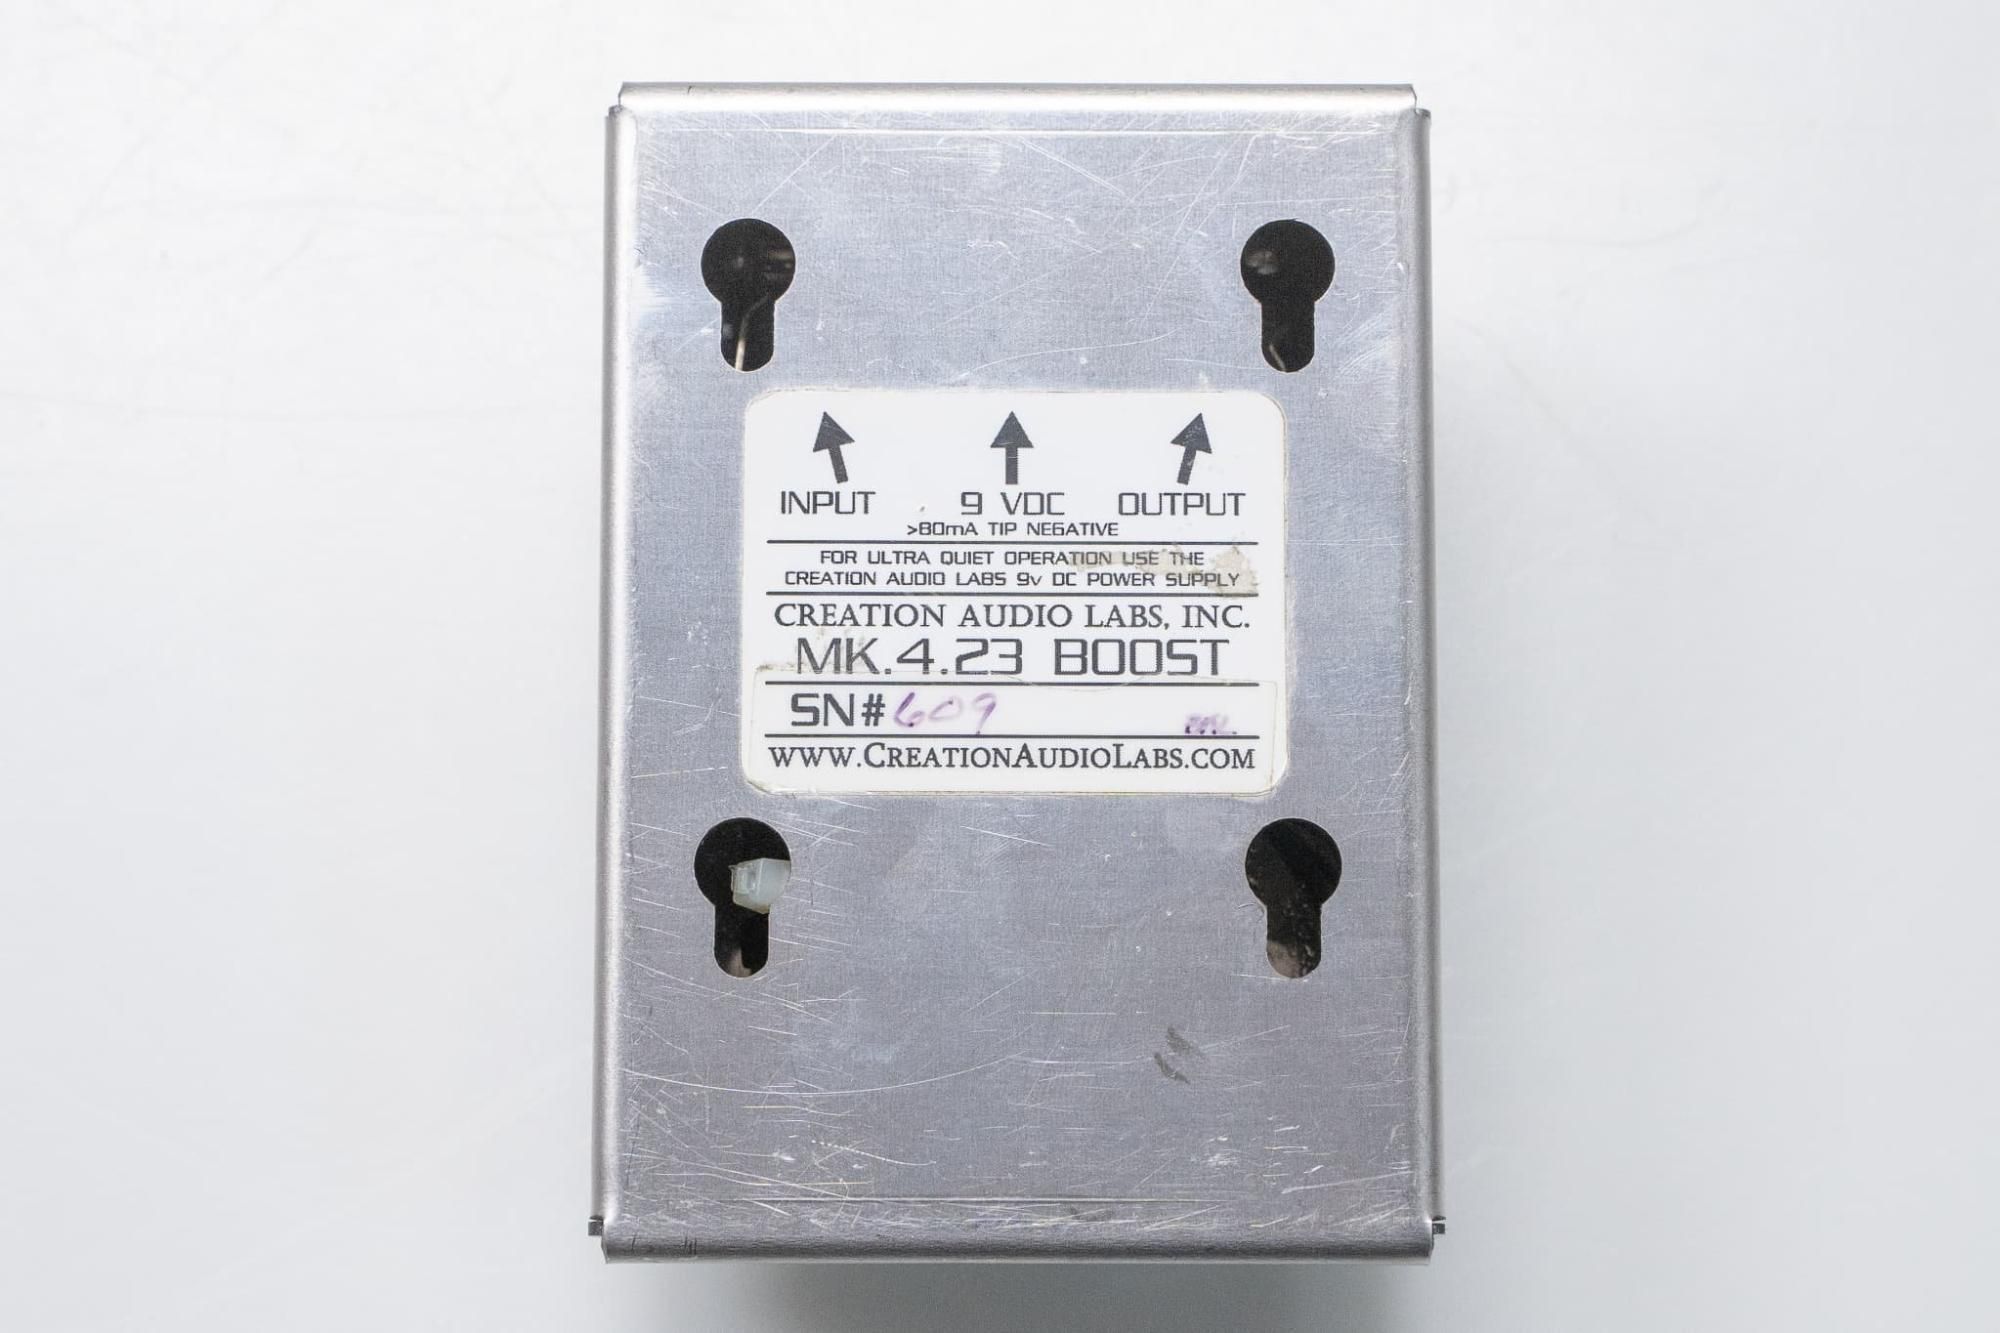 INPUT 9 VDC OUTPUT
>80mA TIP NEGATIVE
FOR ULTRA QUIET OPERATION USE THE
CREATION AUDIO LABS 9v DC POWER SUPPLY
CREATION AUDIO LABS, INC.
MK.4.23 BOOST
SN# 609
WWW.CREATIONAUDIOLABS.COM